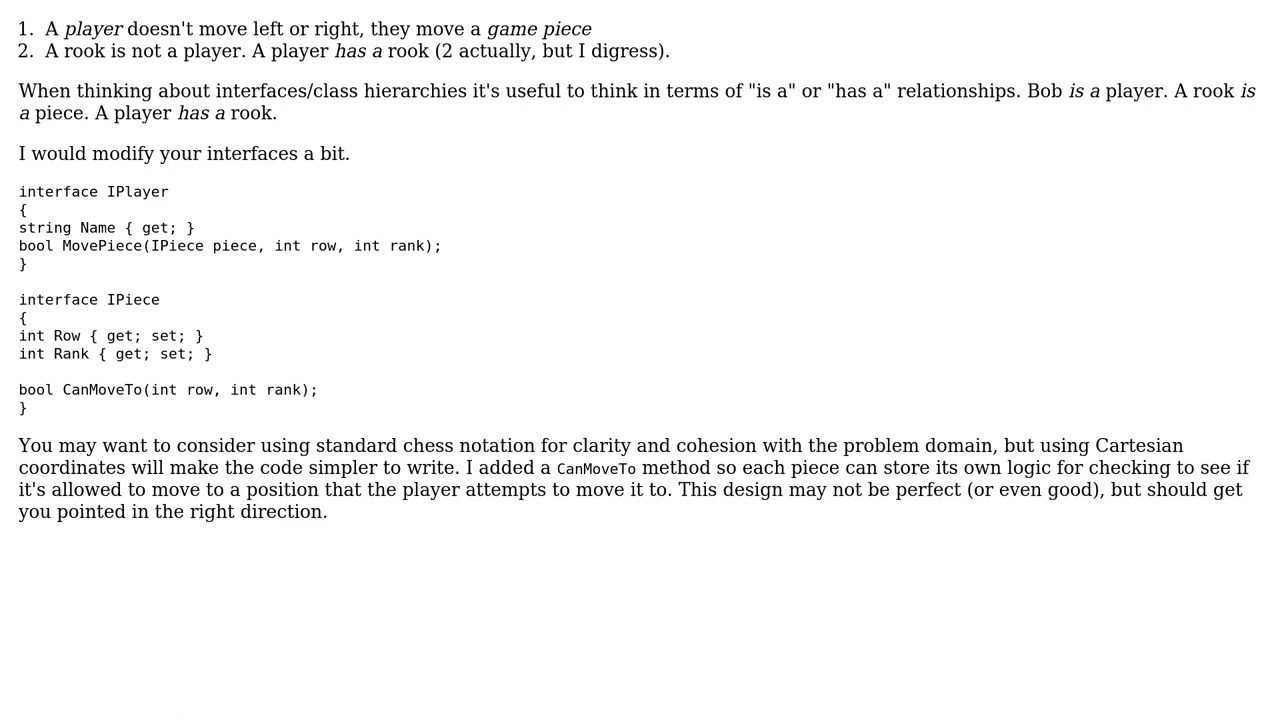 1. A player doesn't move left or right, they move a game piece
2. A rook is not a player. A player has a rook (2 actually, but I digress).
When thinking about interfaces/class hierarchies it's useful to think in terms of "is a" or "has a" relationships. Bob is a player. A rook is
a piece. A player has a rook.
I would modify your interfaces a bit.
interface IPlayer
{
string Name { get; }
bool MovePiece(IPiece piece, int row, int rank);
}
interface IPiece
{
int Row { get; set; }
int Rank { get; set; }
bool CanMoveTo(int row, int rank);
}
You may want to consider using standard chess notation for clarity and cohesion with the problem domain, but using Cartesian
coordinates will make the code simpler to write. I added a CanMoveTo method so each piece can store its own logic for checking to see if
it's allowed to move to a position that the player attempts to move it to. This design may not be perfect (or even good), but should get
you pointed in the right direction.